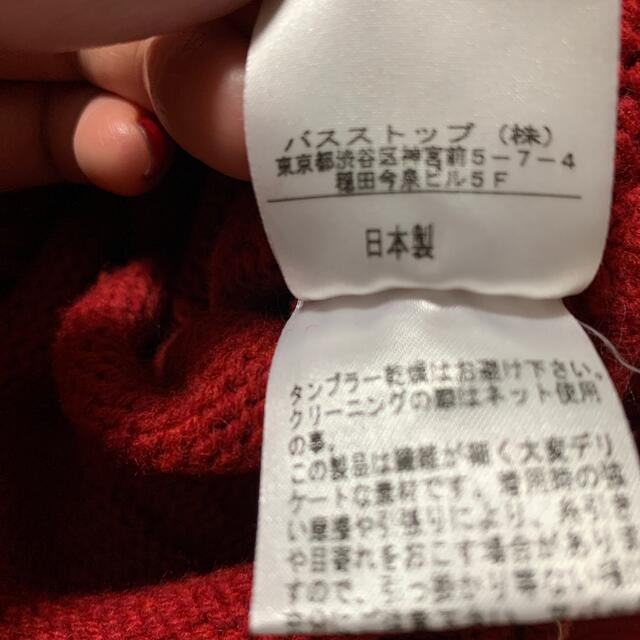 バスストップ (株)
東京都渋谷区神宮前5-7-4
穏田今泉ビル5F
日本製
タンブラー乾燥はお避け下さい。
クリーニングの際はネット使用
の事。
この製品は繊維が細く大変デリ
ケートな素材です。着用時の強
い摩擦や引張りにより、糸
や目寄れをおこす場合があり
すので、